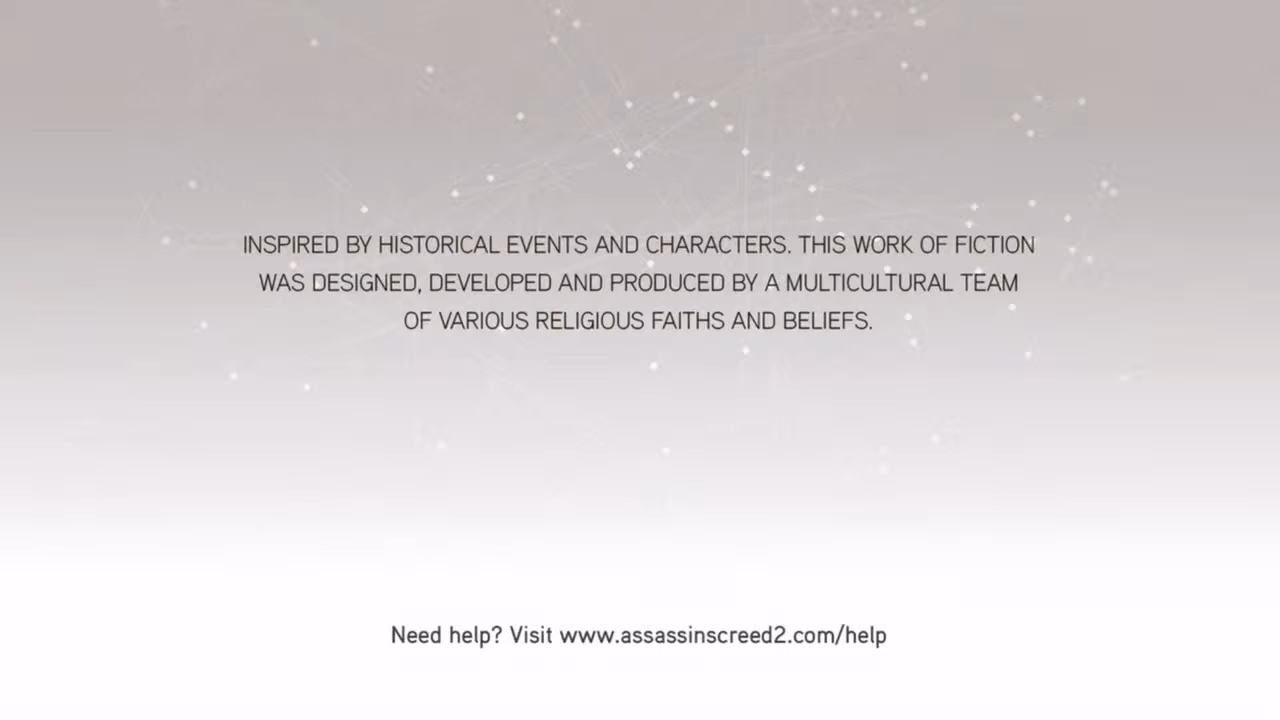 INSPIRED BY HISTORICAL EVENTS AND CHARACTERS. THIS WORK OF FICTION
WAS DESIGNED, DEVELOPED AND PRODUCED BY A MULTICULTURAL TEAM
OF VARIOUS RELIGIOUS FAITHS AND BELIEFS.
Need help? Visit www.assassinscreed2.com/help